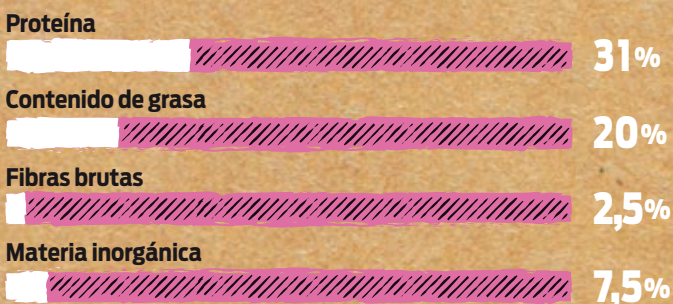 Proteína
31%
Contenido de grasa
20%
Fibras brutas
2,5%
Materia inorgánica
7,5%